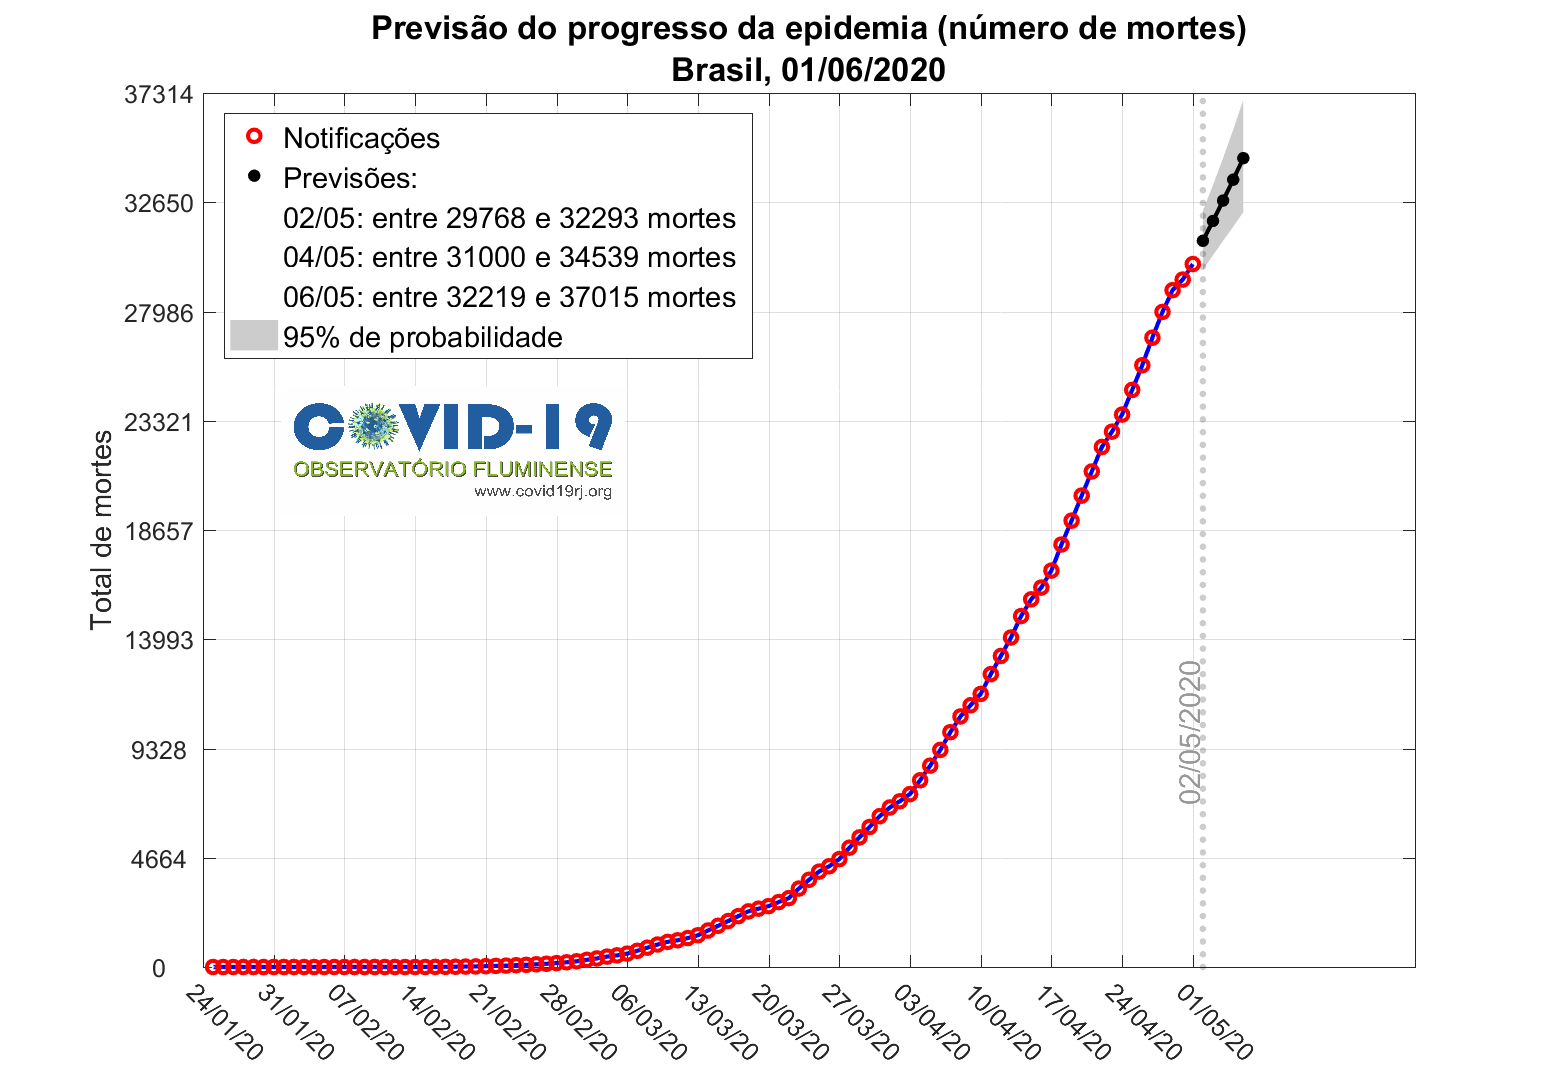 Previsão do progresso da epidemia (número de mortes)
Brasil, 01/06/2020
37314
32650
27986
23321
18657
13993
9328
4664
0
Total de mortes
Notificações
Previsões:
02/05: entre 29768 e 32293 mortes
04/05: entre 31000 e 34539 mortes
06/05: entre 32219 e 37015 mortes
95% de probabilidade
COVID-19
OBSERVATÓRIO FLUMINENSE
www.covid19rj.org
02/05/2020
24/01/20
31/01/20
07/02/20
14/02/20
21/02/20
28/02/20
06/03/20
13/03/20
20/03/20
27/03/20
03/04/20
10/04/20
17/04/20
24/04/20
01/05/20